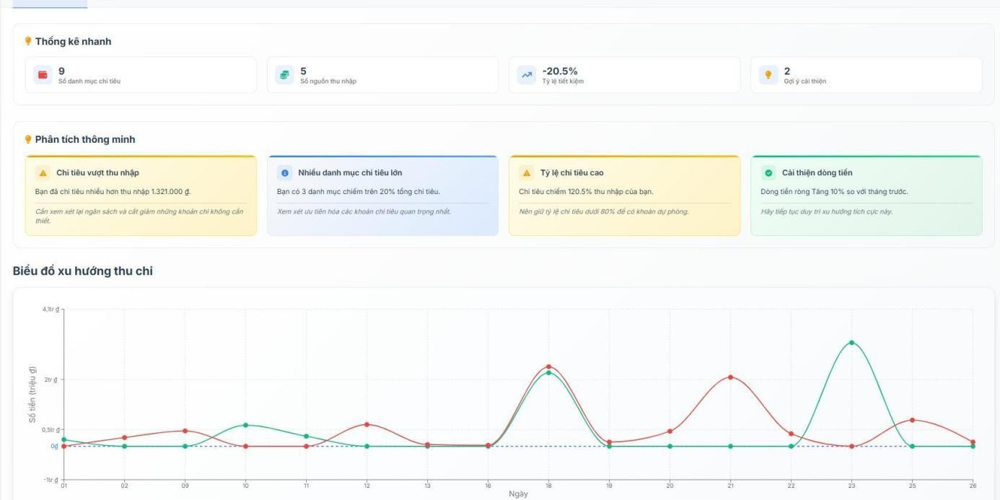 Thống kê nhanh
9
Số danh mục chi tiêu
5
Số nguồn thu nhập
-20.5%
Tỷ lệ tiết kiệm
2
Gợi ý cải thiện
Phân tích thông minh
Chi tiêu vượt thu nhập
Bạn đã chi tiêu nhiều hơn thu nhập 1.321.000 ₫.
Cần xem xét lại ngân sách và cắt giảm những khoản chi không cần
thiết.
Nhiều danh mục chi tiêu lớn
Bạn có 3 danh mục chiếm trên 20% tổng chi tiêu.
Xem xét ưu tiên hóa các khoản chi tiêu quan trọng nhất.
Tỷ lệ chi tiêu cao
Chi tiêu chiếm 120.5% thu nhập của bạn.
Nên giữ tỷ lệ chi tiêu dưới 80% để có khoản dự phòng.
Cải thiện dòng tiền
Dòng tiền ròng Tăng 10% so với tháng trước.
Hãy tiếp tục duy trì xu hướng tích cực này.
Biểu đồ xu hướng thu chi
Số tiền (triệu ₫)
4,1tr ₫
2tr ₫
0,5tr ₫
0₫
-1tr ₫
01 02 09 10 11 12 13 16 18 19 20 21 22 23 25 26
Ngày